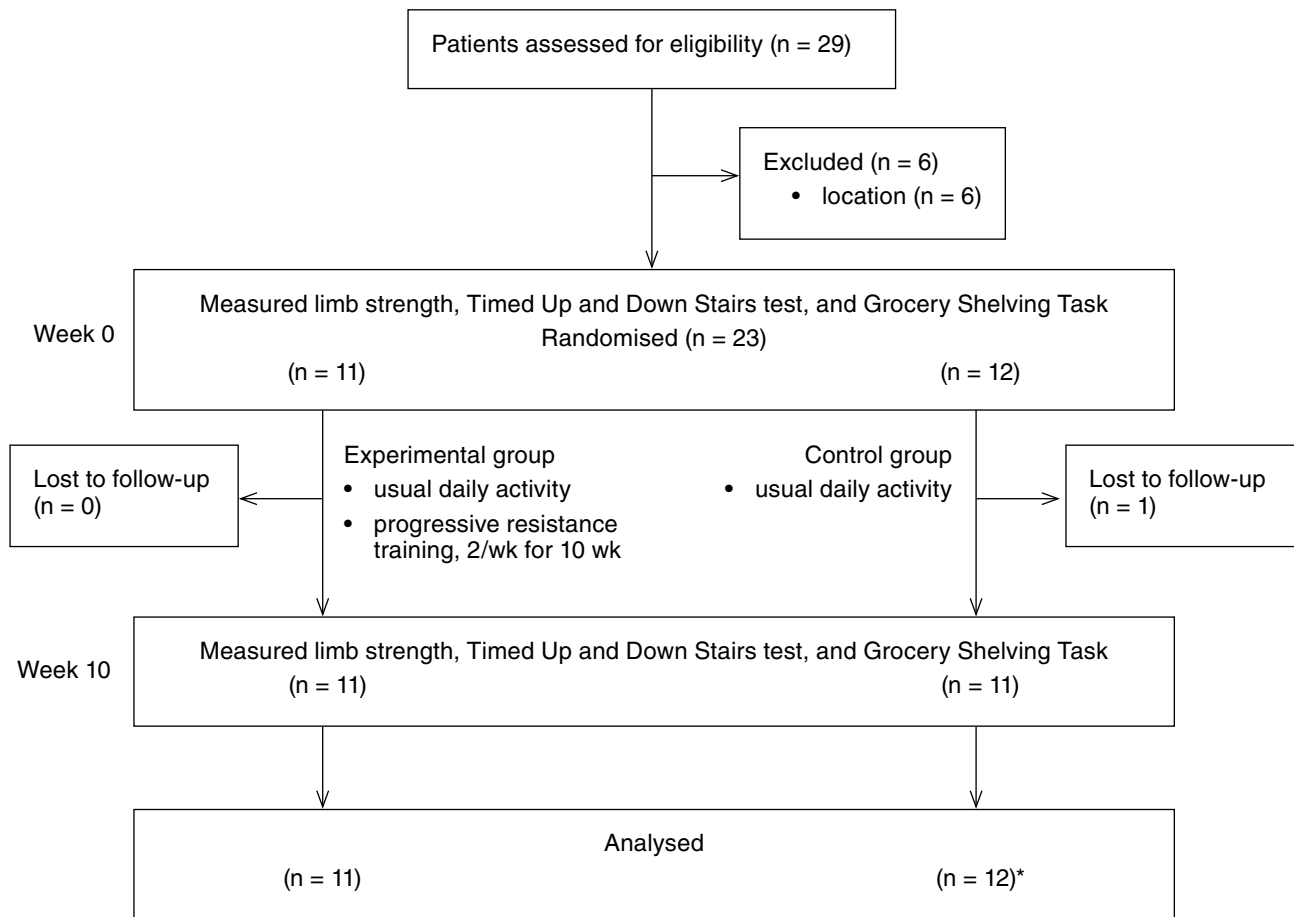 Patients assessed for eligibility (n = 29)
Excluded (n = 6)
• location (n = 6)
Week 0
Measured limb strength, Timed Up and Down Stairs test, and Grocery Shelving Task
Randomised (n = 23)
(n = 11)
(n = 12)
Lost to follow-up
(n = 0)
Experimental group
• usual daily activity
• progressive resistance
training, 2/wk for 10 wk
Control group
• usual daily activity
Lost to follow-up
(n = 1)
Week 10
Measured limb strength, Timed Up and Down Stairs test, and Grocery Shelving Task
(n = 11)
(n = 11)
Analysed
(n = 11)
(n = 12)*